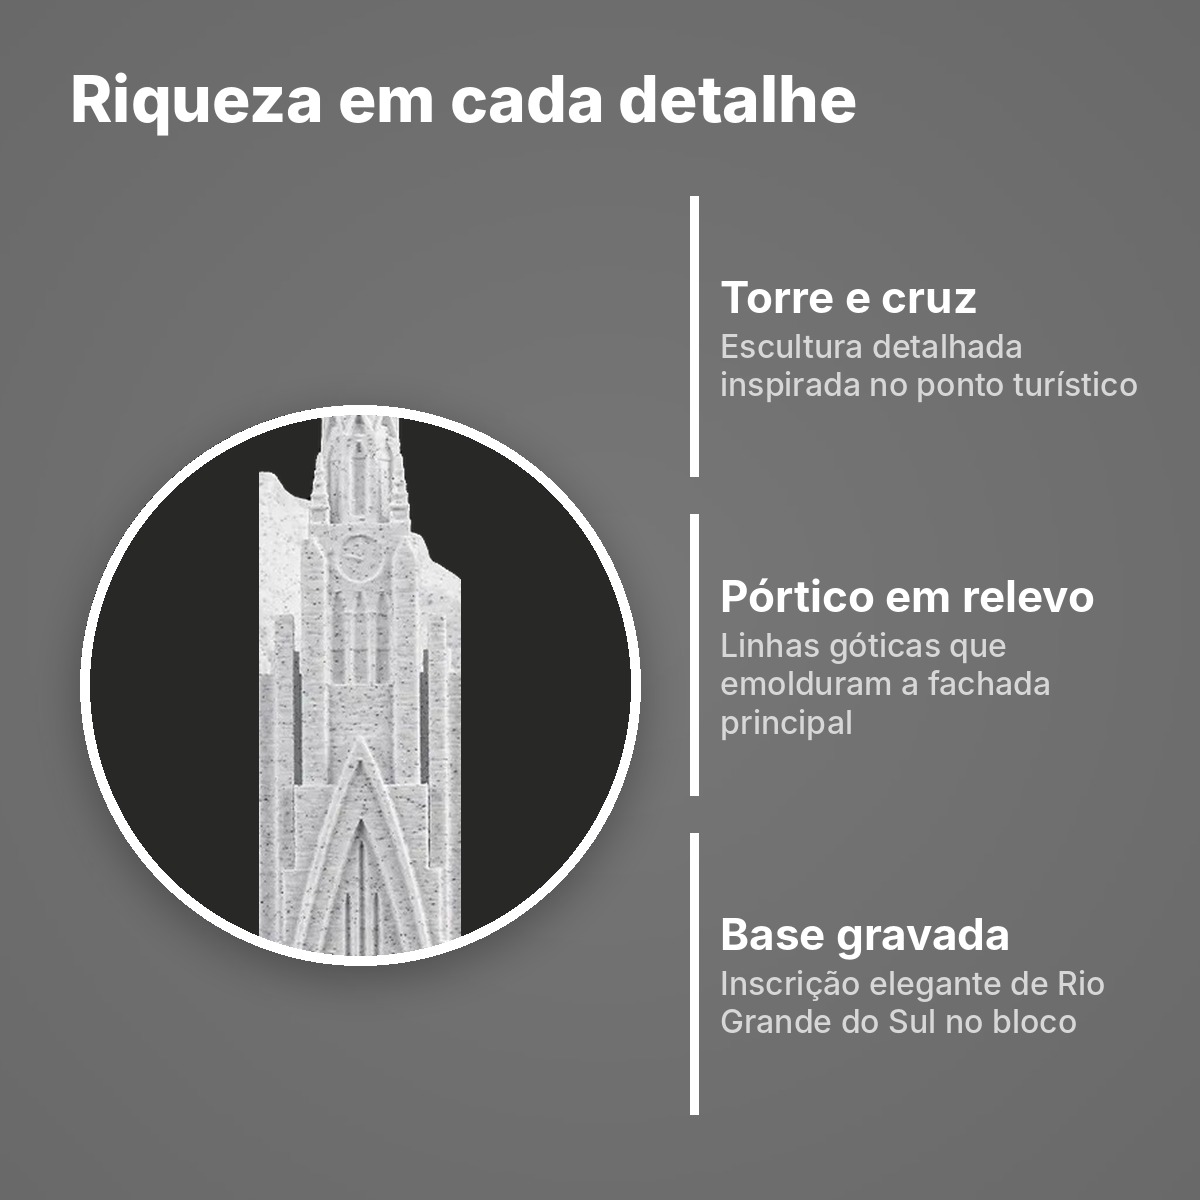 Riqueza em cada detalhe
Torre e cruz
Escultura detalhada
inspirada no ponto turístico
Pórtico em relevo
Linhas góticas que
emolduram a fachada
principal
Base gravada
Inscrição elegante de Rio
Grande do Sul no bloco